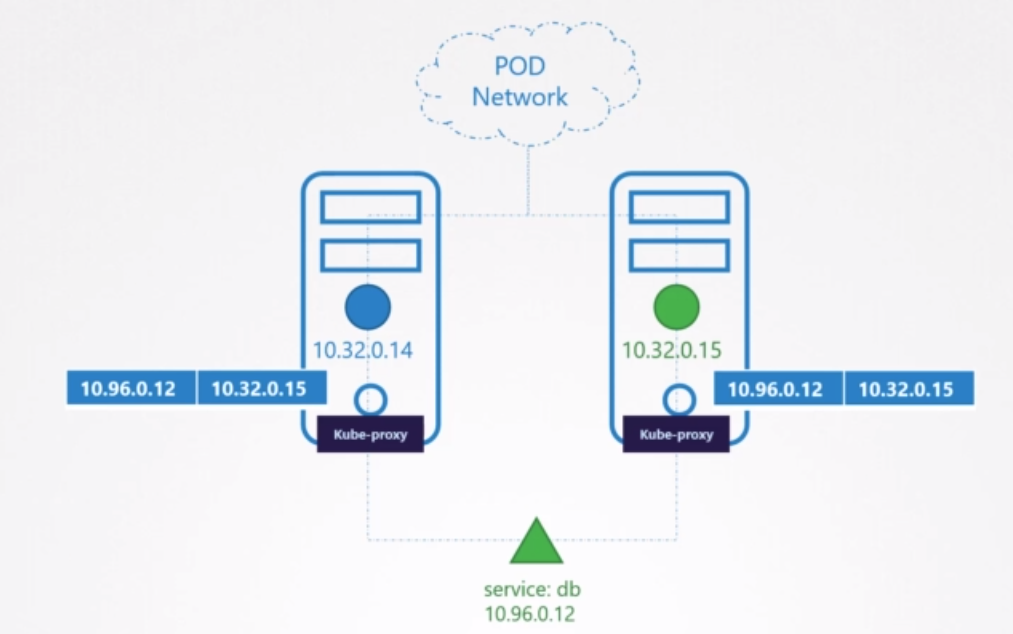 POD
Network
10.32.0.14
10.32.0.15
10.96.0.12 10.32.0.15
10.96.0.12 10.32.0.15
Kube-proxy
Kube-proxy
service: db
10.96.0.12